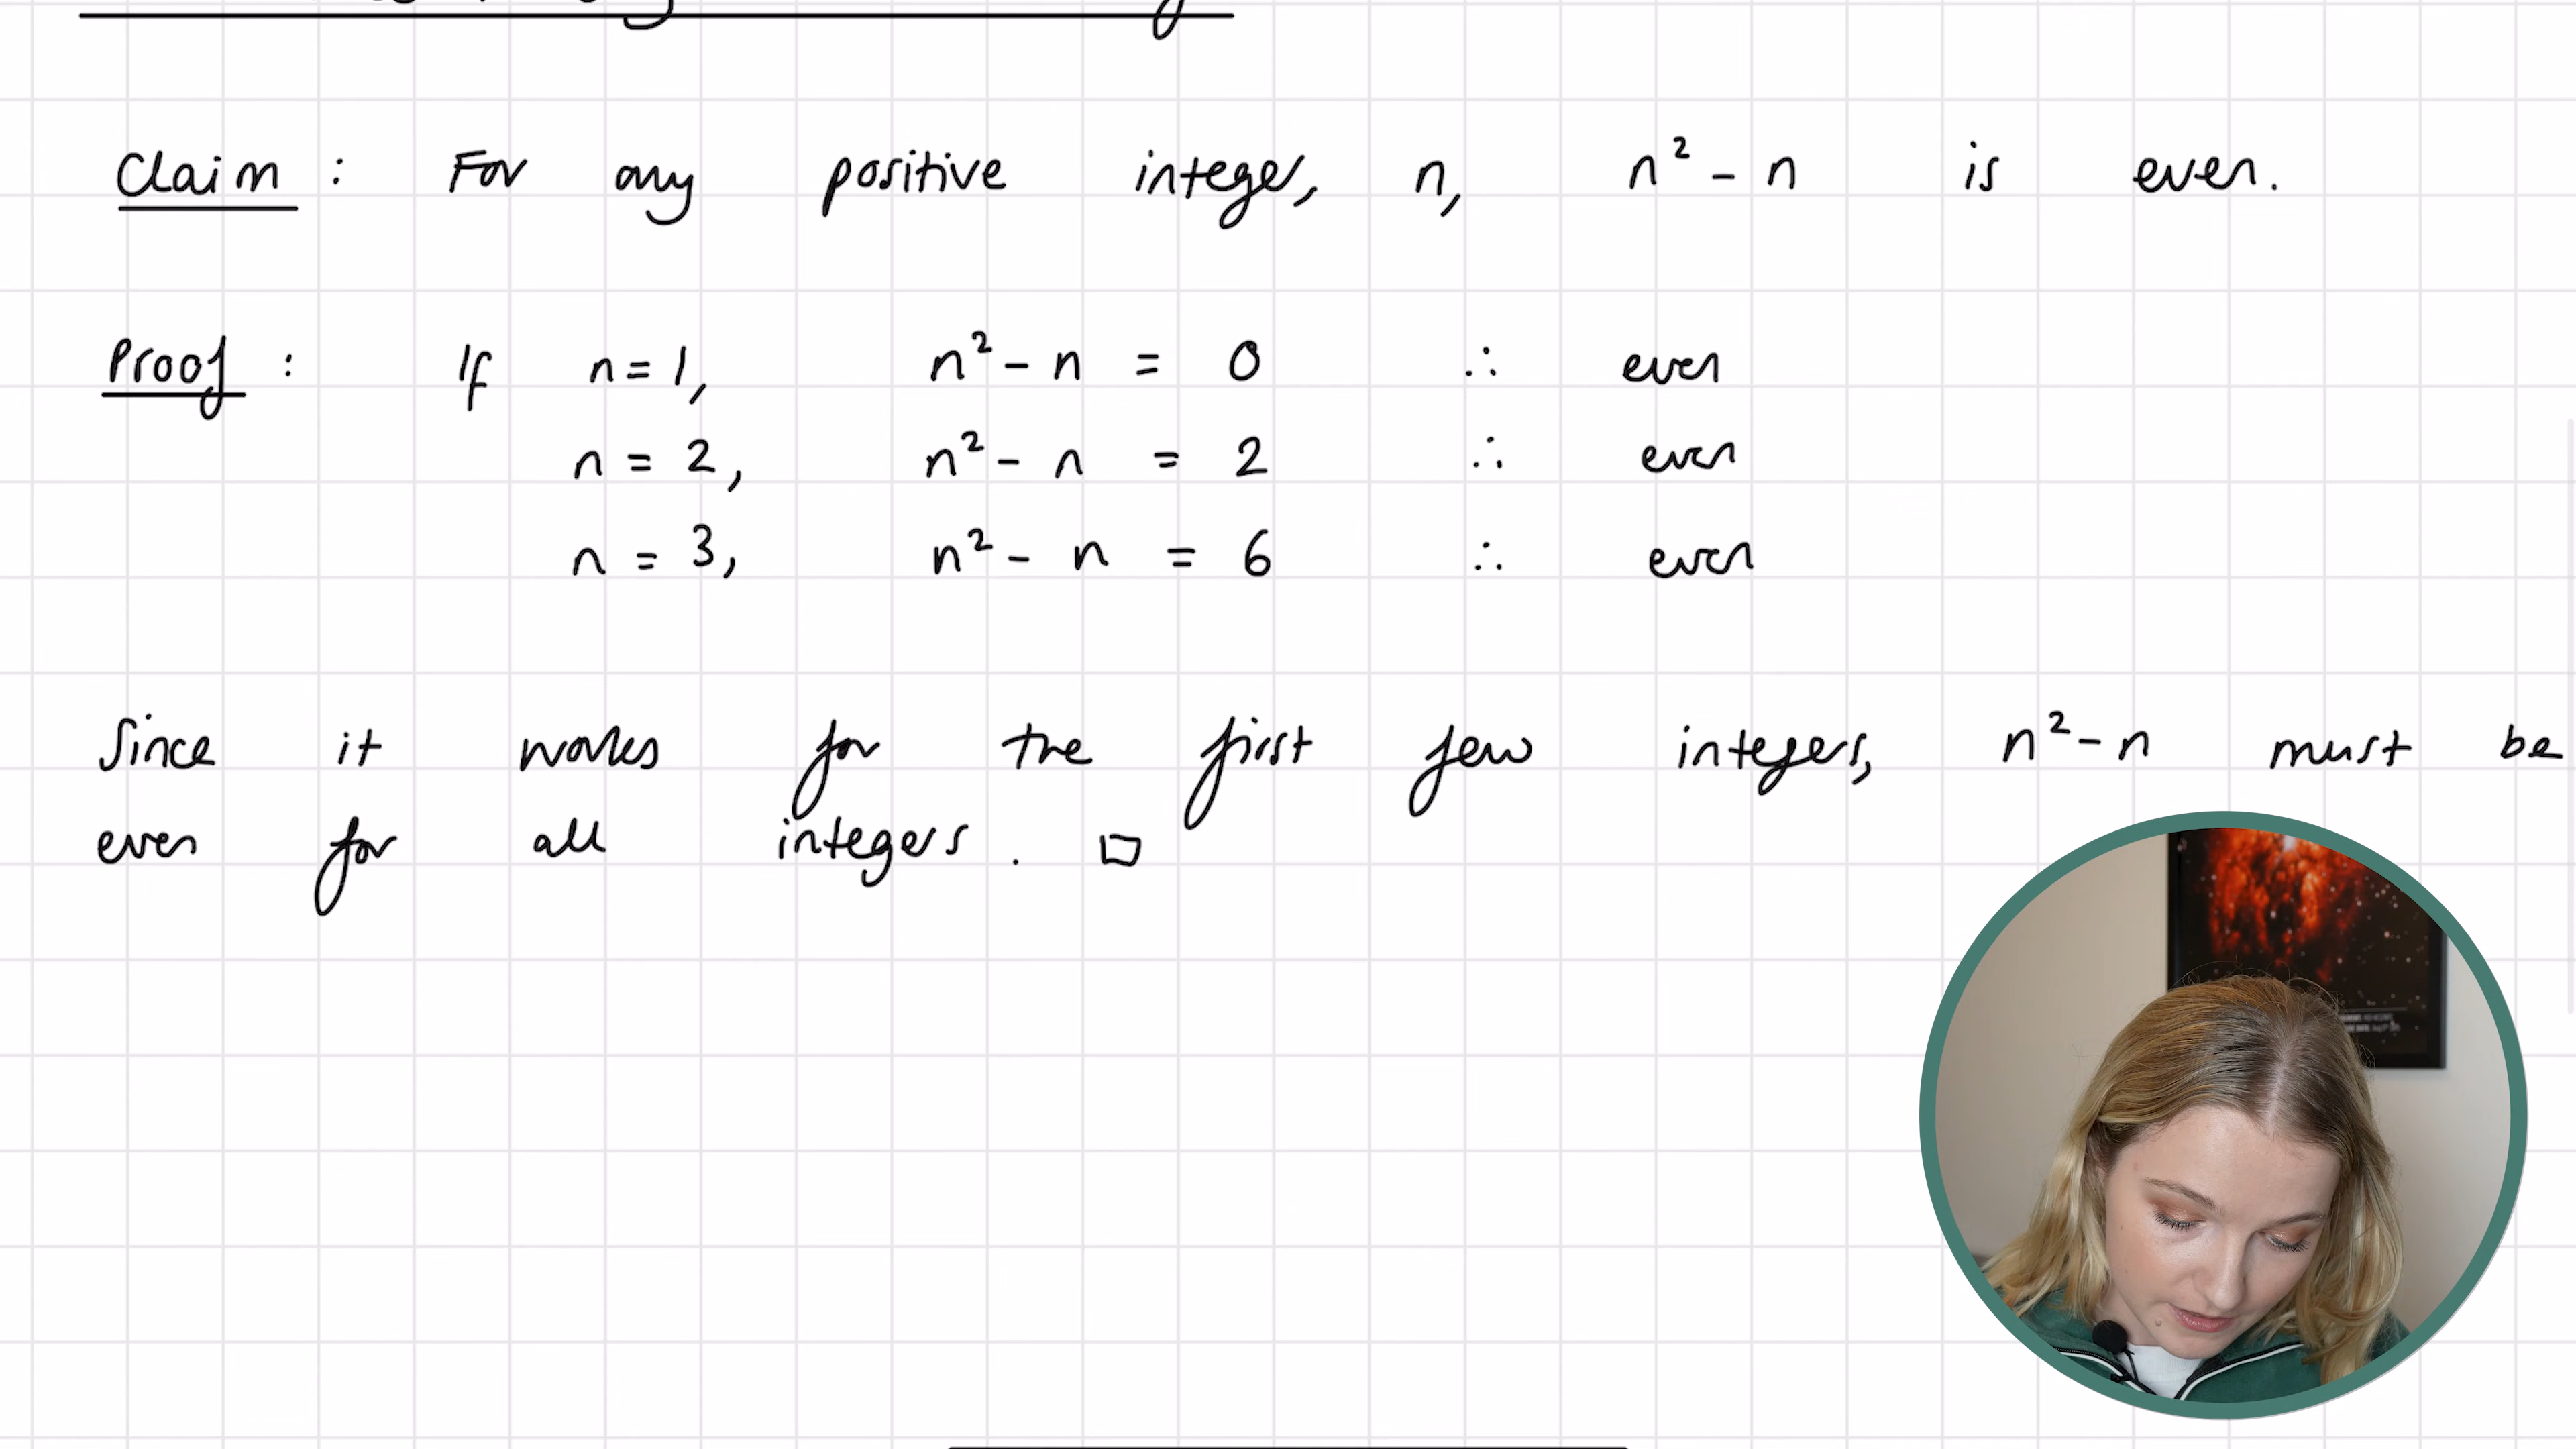 Claim : For any positive integer, n, n² - n is even.
Proof : If n = 1, n² - n = 0 ∴ even
n = 2, n² - n = 2 ∴ even
n = 3, n² - n = 6 ∴ even
Since it works for the first few integers, n² - n must be
even for all integers. □